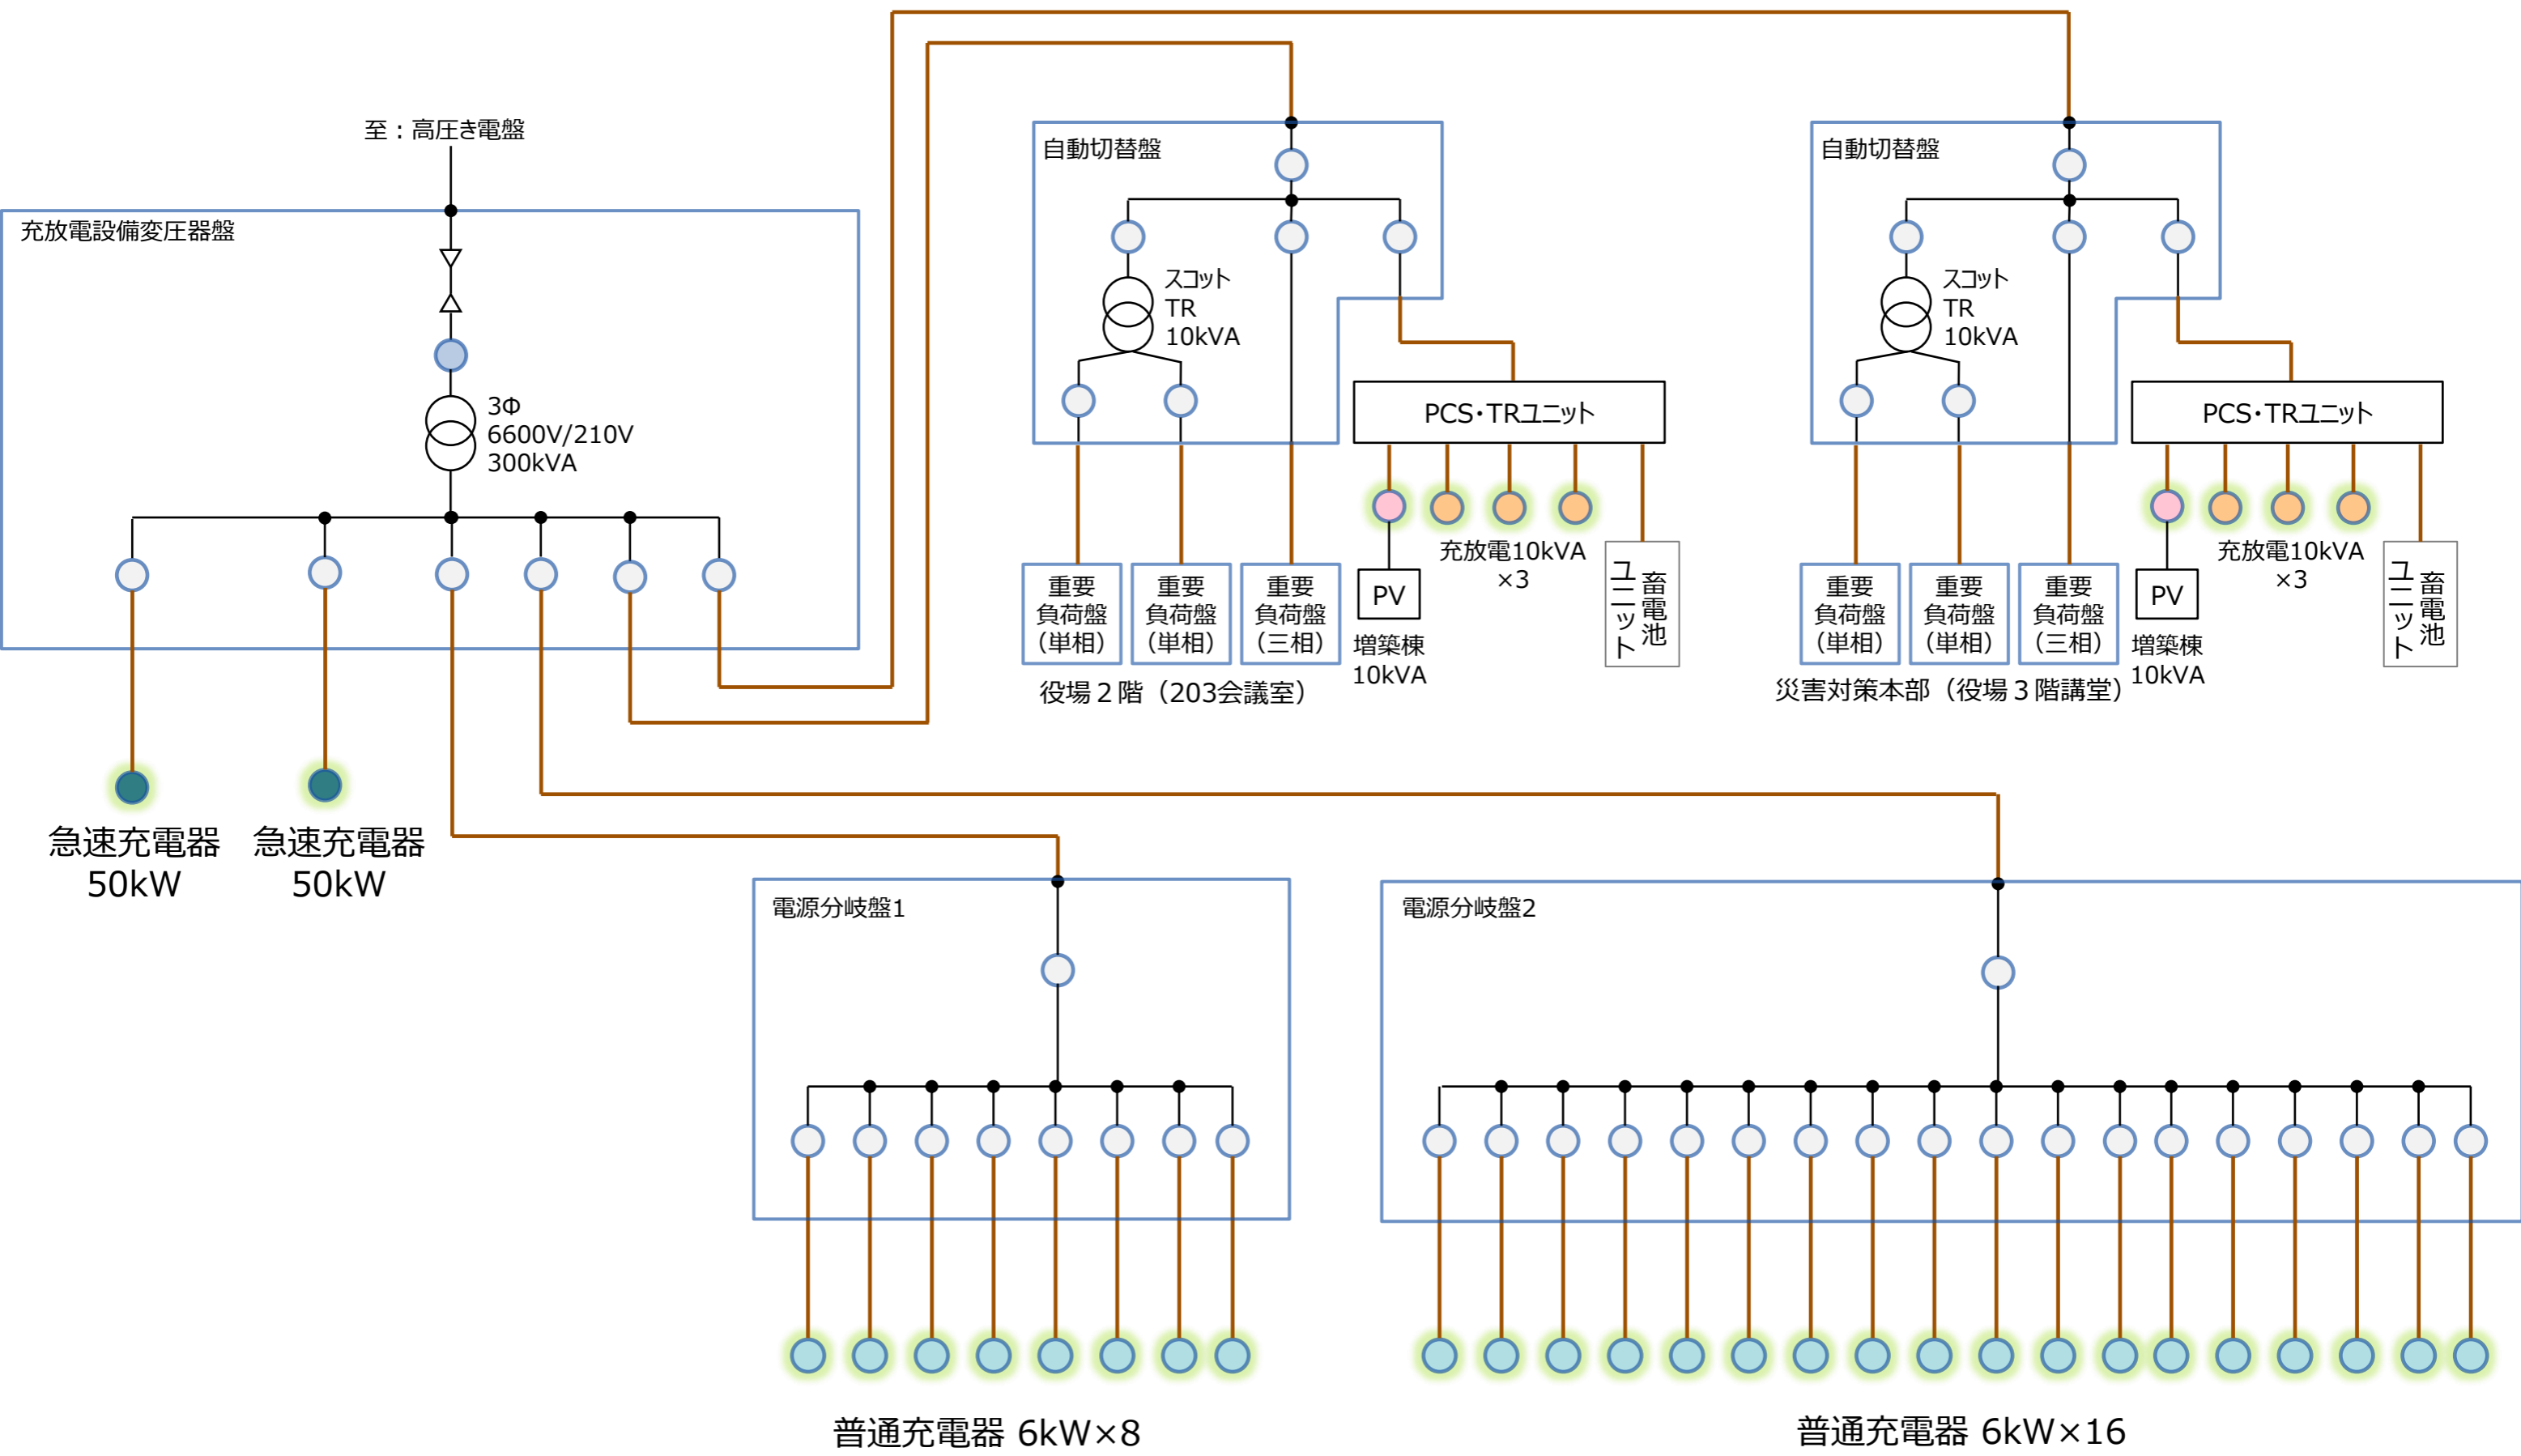 至：高圧き電盤
充放電設備変圧器盤
3Φ
6600V/210V
300kVA
急速充電器
50kW
急速充電器
50kW
自動切替盤
スコット
TR
10kVA
PCS・TRユニット
重要
負荷盤
（単相）
重要
負荷盤
（単相）
重要
負荷盤
（三相）
PV
増築棟
10kVA
充放電10kVA
×3
畜電池
ユニット
役場２階（203会議室）
自動切替盤
スコット
TR
10kVA
PCS・TRユニット
重要
負荷盤
（単相）
重要
負荷盤
（単相）
重要
負荷盤
（三相）
PV
増築棟
10kVA
充放電10kVA
×3
畜電池
ユニット
災害対策本部（役場３階講堂）
電源分岐盤1
普通充電器 6kW×8
電源分岐盤2
普通充電器 6kW×16